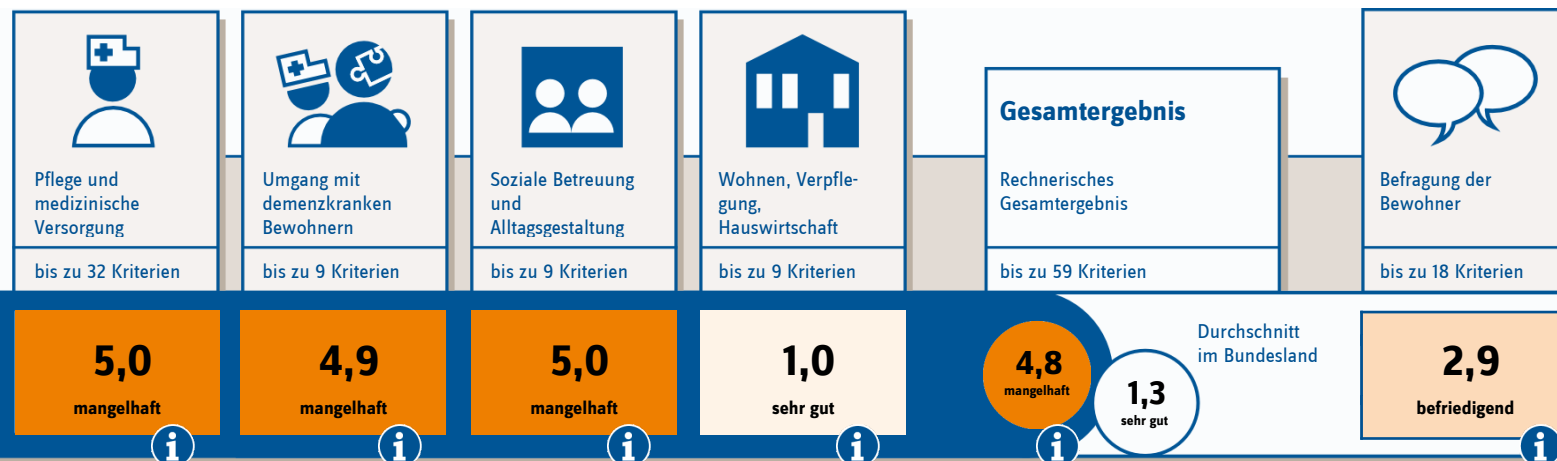 Pflege und
medizinische
Versorgung
bis zu 32 Kriterien
5,0
mangelhaft
i
Umgang mit
demenzkranken
Bewohnern
bis zu 9 Kriterien
4,9
mangelhaft
i
Soziale Betreuung
und
Alltagsgestaltung
bis zu 9 Kriterien
5,0
mangelhaft
i
Wohnen, Verpfle-
gung,
Hauswirtschaft
bis zu 9 Kriterien
1,0
sehr gut
i
Gesamtergebnis
Rechnerisches
Gesamtergebnis
bis zu 59 Kriterien
4,8
mangelhaft
i
1,3
sehr gut
Durchschnitt
im Bundesland
Befragung der
Bewohner
bis zu 18 Kriterien
2,9
befriedigend
i